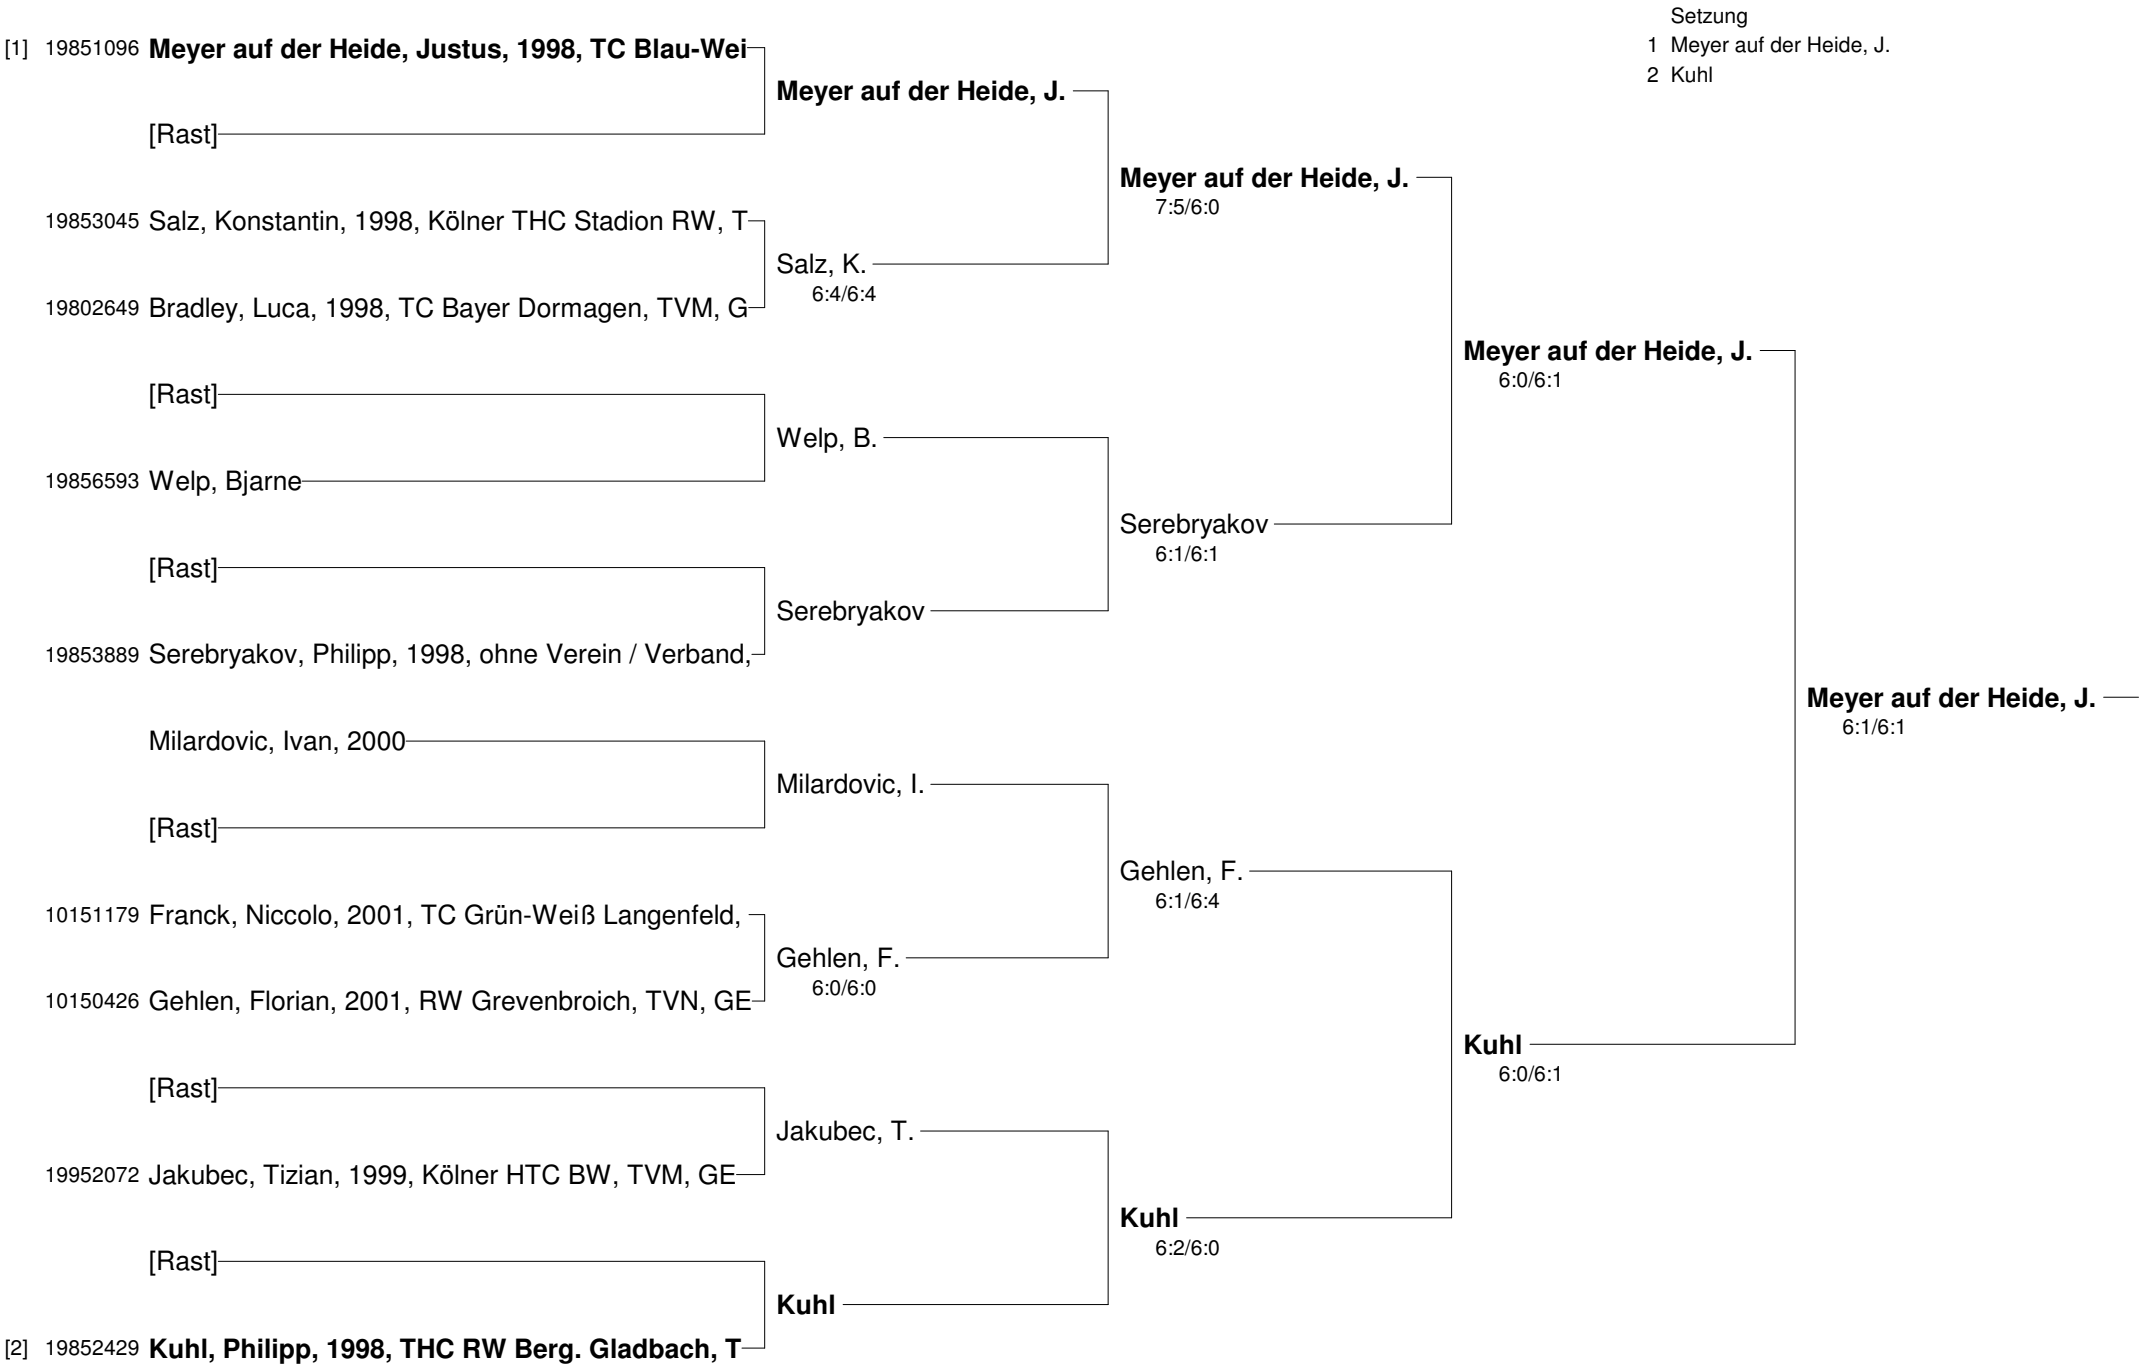 Setzung
1 Meyer auf der Heide, J.
2 Kuhl
[1] 19851096 Meyer auf der Heide, Justus, 1998, TC Blau-Wei
Meyer auf der Heide, J.
[Rast]
Meyer auf der Heide, J.
7:5/6:0
19853045 Salz, Konstantin, 1998, Kölner THC Stadion RW, T
Salz, K.
6:4/6:4
19802649 Bradley, Luca, 1998, TC Bayer Dormagen, TVM, G
Meyer auf der Heide, J.
6:0/6:1
[Rast]
Welp, B.
19856593 Welp, Bjarne
Serebryakov
6:1/6:1
[Rast]
Serebryakov
19853889 Serebryakov, Philipp, 1998, ohne Verein / Verband,
Meyer auf der Heide, J.
6:1/6:1
Milardovic, Ivan, 2000
Milardovic, I.
[Rast]
Gehlen, F.
6:1/6:4
10151179 Franck, Niccolo, 2001, TC Grün-Weiß Langenfeld,
Gehlen, F.
6:0/6:0
10150426 Gehlen, Florian, 2001, RW Grevenbroich, TVN, GE
Kuhl
6:0/6:1
[Rast]
Jakubec, T.
19952072 Jakubec, Tizian, 1999, Kölner HTC BW, TVM, GE
Kuhl
6:2/6:0
[Rast]
Kuhl
[2] 19852429 Kuhl, Philipp, 1998, THC RW Berg. Gladbach, T